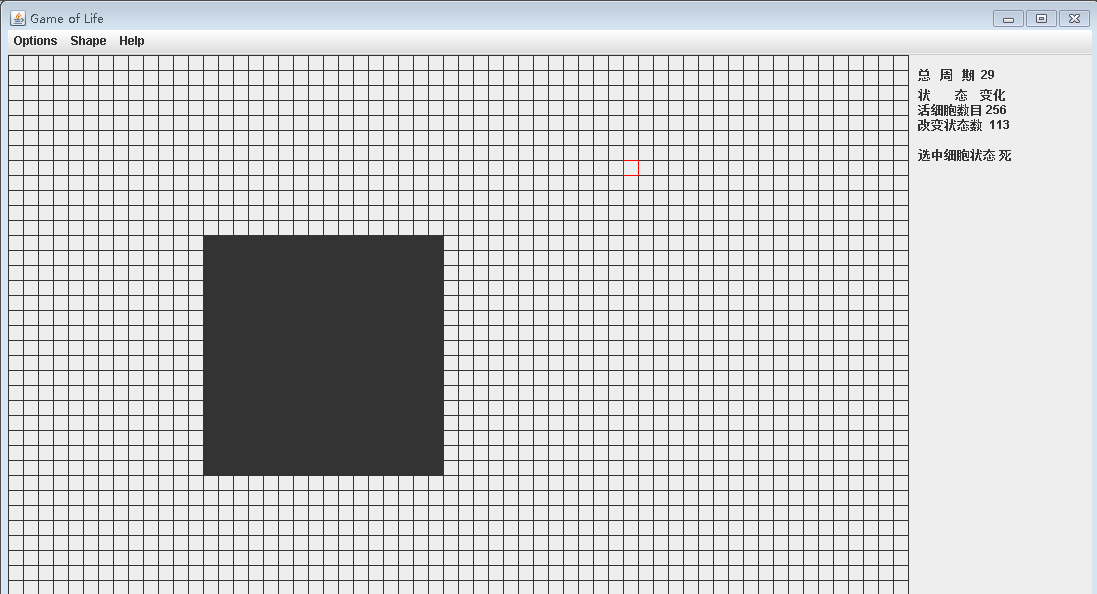 Game of Life
Options Shape Help
总 周 期 29
状 态 变化
活细胞数目 256
改变状态数 113
选中细胞状态 死